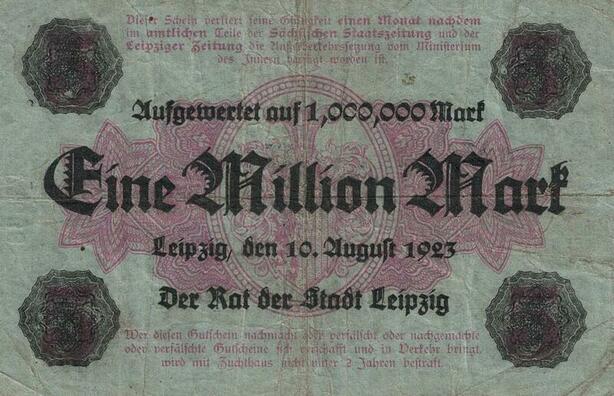 Dieser Schein verliert seine Gültigkeit einen Monat nachdem
im amtlichen Teile der Sächsischen Staatszeitung und der
Leipziger Zeitung die Außerverkehrsetzung vom Ministerium
des Innern verfügt worden ist.
Aufgewertet auf 1,000,000 Mark
Eine Million Mark
Leipzig, den 10. August 1923
Der Rat der Stadt Leipzig
Wer diesen Gutschein nachmacht oder verfälscht oder nachgemachte
oder verfälschte Gutscheine sich verschafft und in Verkehr bringt,
wird mit Zuchthaus nicht unter 2 Jahren bestraft.